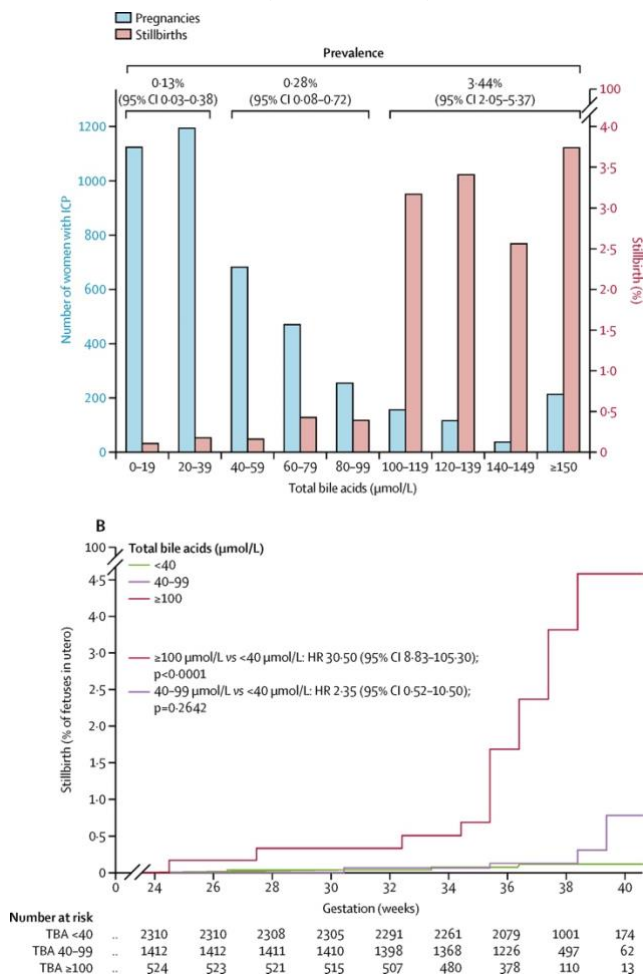 Pregnancies
Stillbirths
Prevalence
0·13%
(95% CI 0·03–0·38)
0·28%
(95% CI 0·08–0·72)
3·44%
(95% CI 2·05–5·37)
Number of women with ICP
1200
1000
800
600
400
200
0
100
4·0
3·5
3·0
2·5
2·0
1·5
1·0
0·5
0
Stillbirth (%)
0–19 20–39 40–59 60–79 80–99 100–119 120–139 140–149 ≥150
Total bile acids (µmol/L)
B
Total bile acids (µmol/L)
<40
40–99
≥100
≥100 µmol/L vs <40 µmol/L: HR 30·50 (95% CI 8·83–105·30);
p<0·0001
40–99 µmol/L vs <40 µmol/L: HR 2·35 (95% CI 0·52–10·50);
p=0·2642
Stillbirth (% of fetuses in utero)
100
4·5
3·0
2·5
2·0
1·5
1·0
0·5
0
0 24 26 28 30 32 34 36 38 40
Gestation (weeks)
Number at risk
TBA <40 .. 2310 2310 2308 2305 2291 2261 2079 1001 174
TBA 40–99 .. 1412 1412 1411 1410 1398 1368 1226 497 62
TBA ≥100 .. 524 523 521 515 507 480 378 110 13